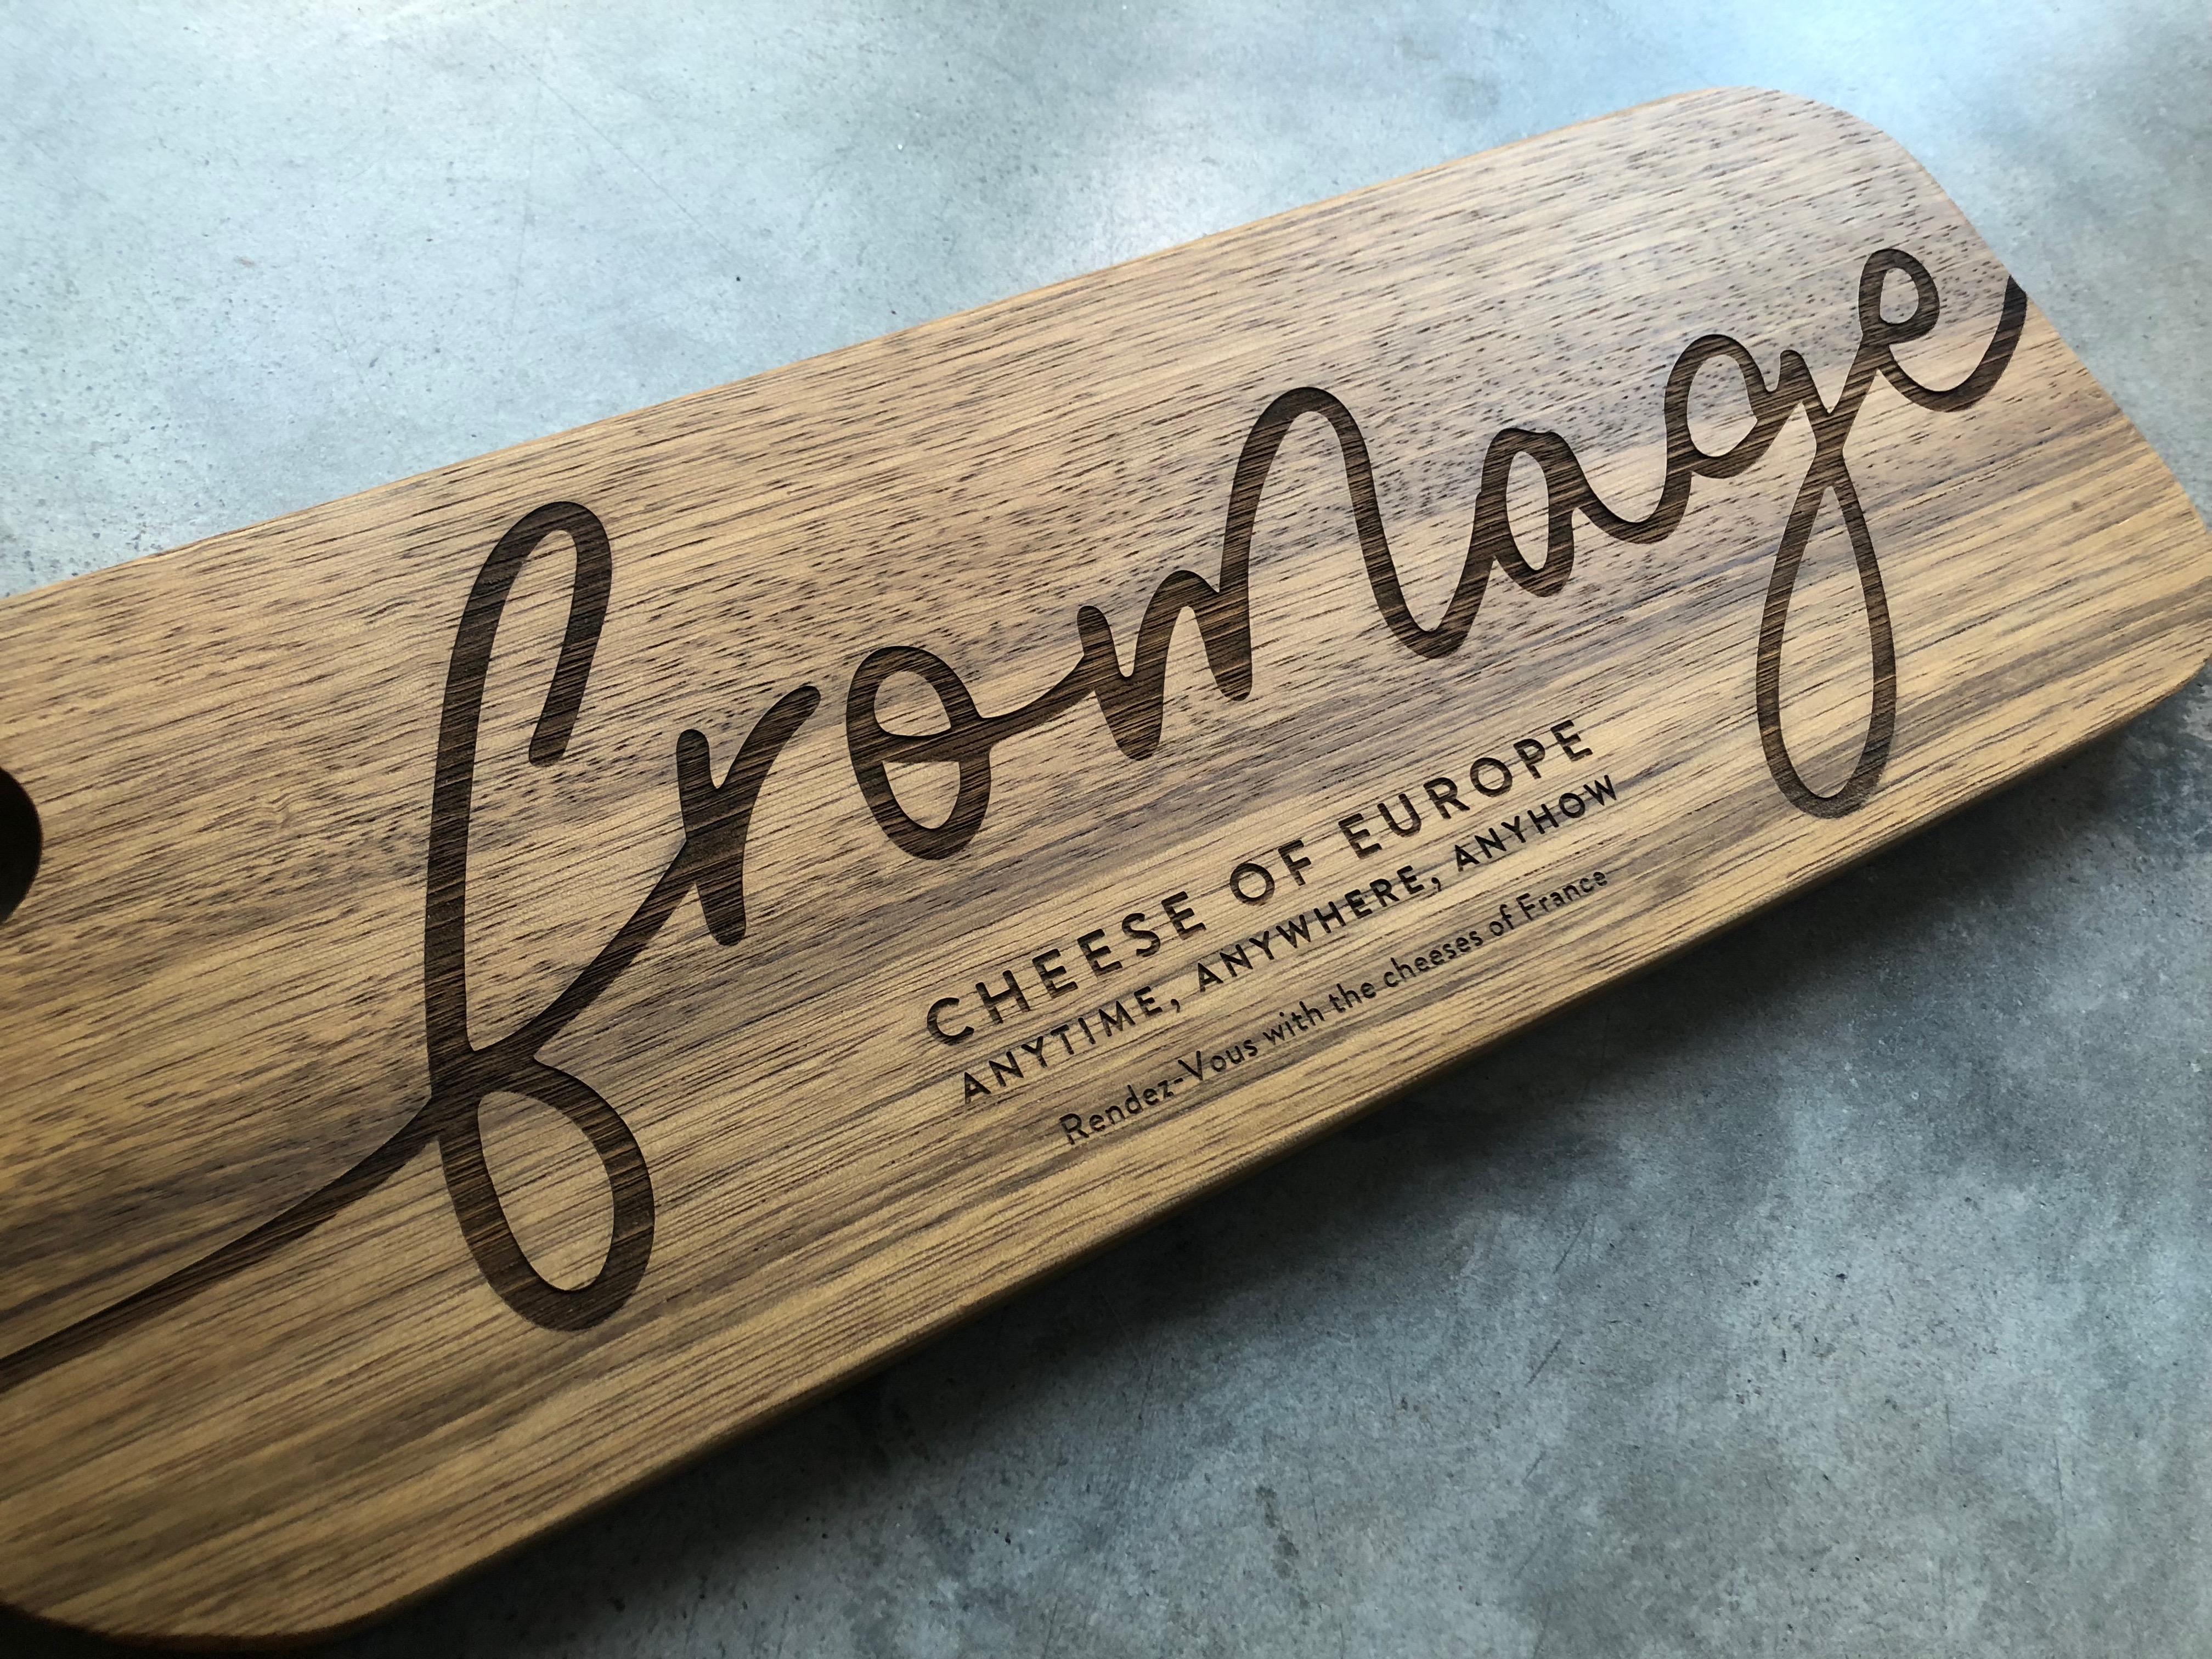 fromage
CHEESE OF EUROPE
ANYTIME, ANYWHERE, ANYHOW
Rendez-Vous with the cheeses of France